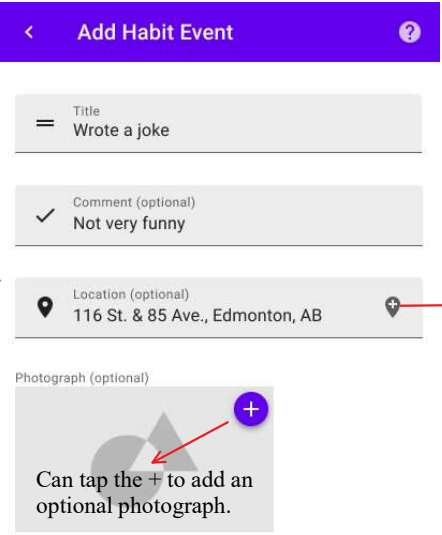 Add Habit Event
?
Title
Wrote a joke
Comment (optional)
Not very funny
Location (optional)
116 St. & 85 Ave., Edmonton, AB
Photograph (optional)
+
Can tap the + to add an
optional photograph.